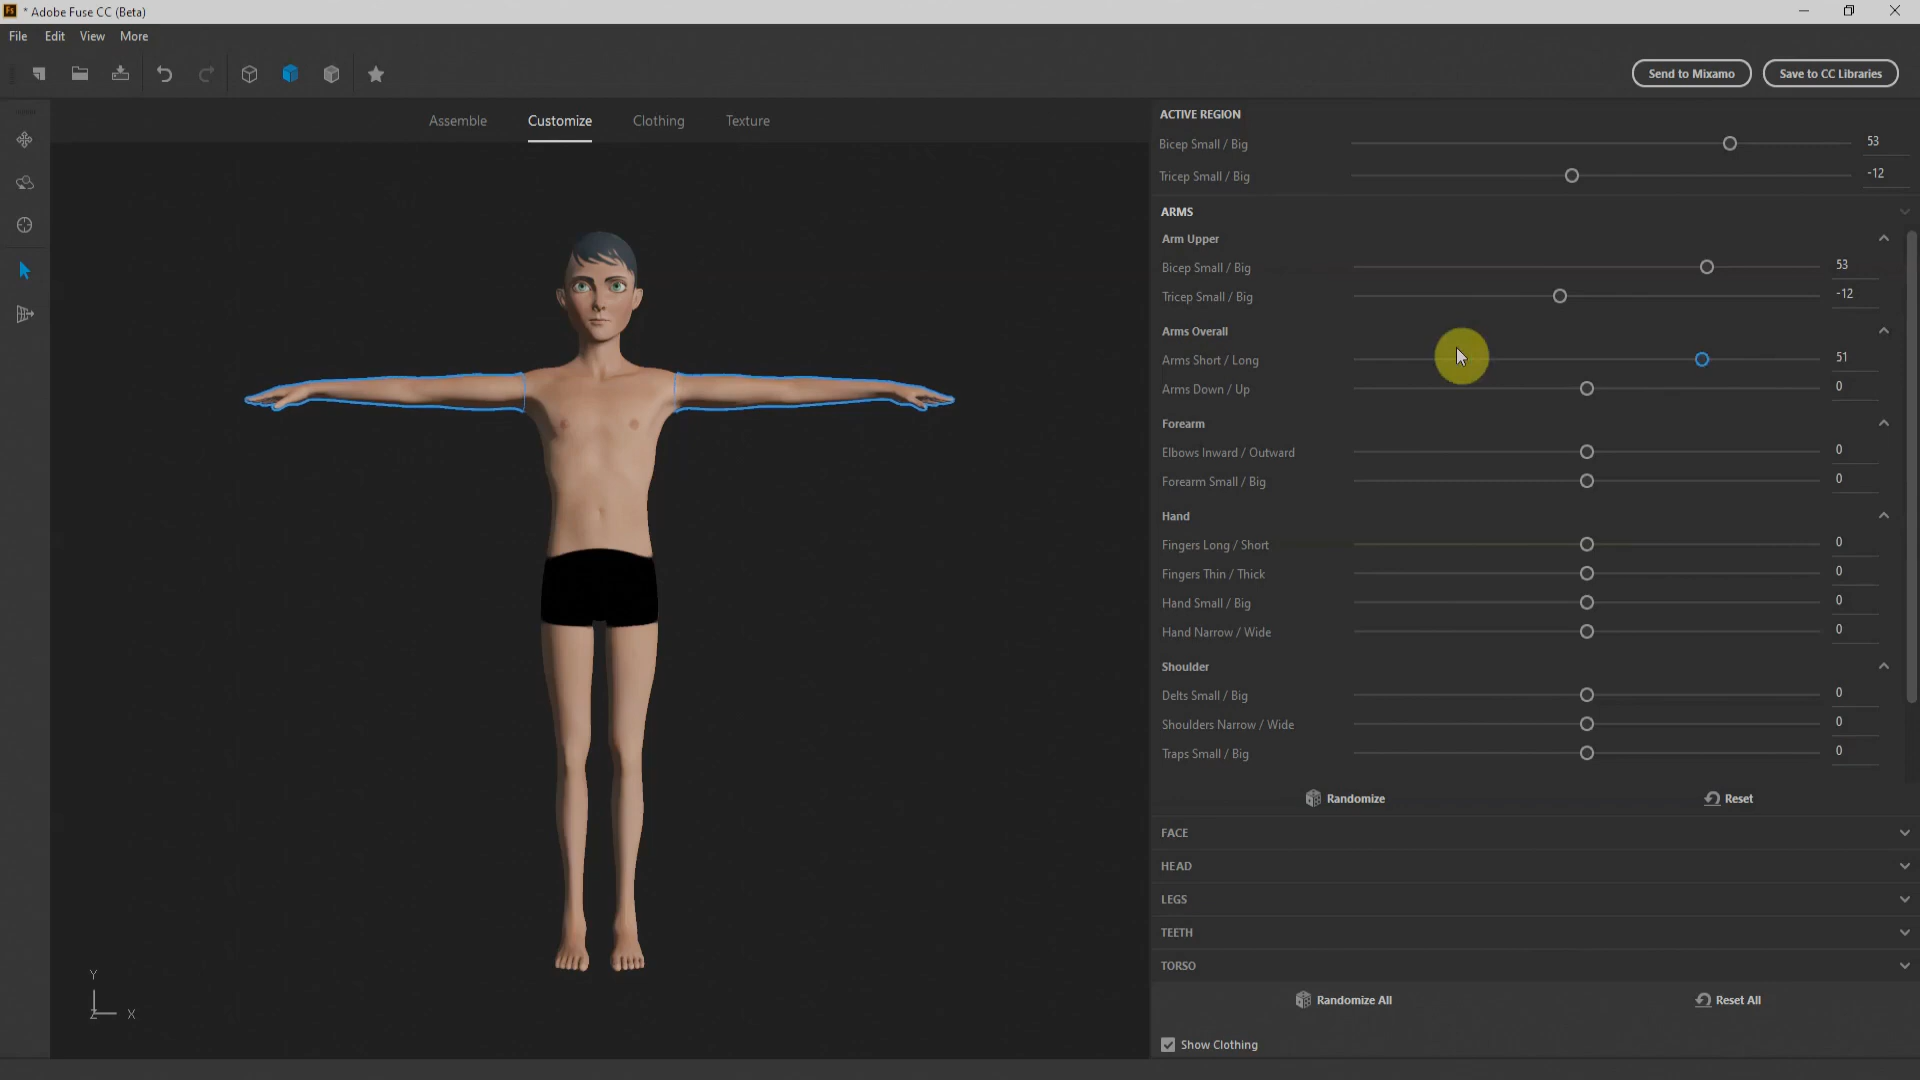 Fs * Adobe Fuse CC (Beta)
File Edit View More
Send to Mixamo Save to CC Libraries
Assemble Customize Clothing Texture
ACTIVE REGION
Bicep Small / Big 53
Tricep Small / Big -12
ARMS
Arm Upper
Bicep Small / Big 53
Tricep Small / Big -12
Arms Overall
Arms Short / Long 51
Arms Down / Up 0
Forearm
Elbows Inward / Outward 0
Forearm Small / Big 0
Hand
Fingers Long / Short 0
Fingers Thin / Thick 0
Hand Small / Big 0
Hand Narrow / Wide 0
Shoulder
Delts Small / Big 0
Shoulders Narrow / Wide 0
Traps Small / Big 0
Randomize Reset
FACE
HEAD
LEGS
TEETH
TORSO
Randomize All Reset All
Show Clothing
Y
Z X